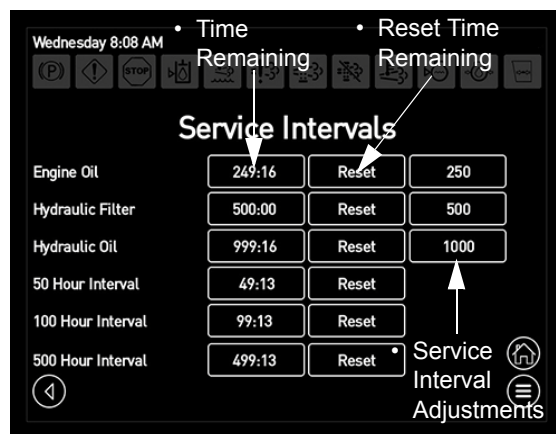 Wednesday 8:08 AM
• Time Remaining
• Reset Time Remaining
(P)
!
STOP
Service Intervals
Engine Oil 249:16 Reset 250
Hydraulic Filter 500:00 Reset 500
Hydraulic Oil 999:16 Reset 1000
50 Hour Interval 49:13 Reset
100 Hour Interval 99:13 Reset
500 Hour Interval 499:13 Reset
• Service
Interval
Adjustments